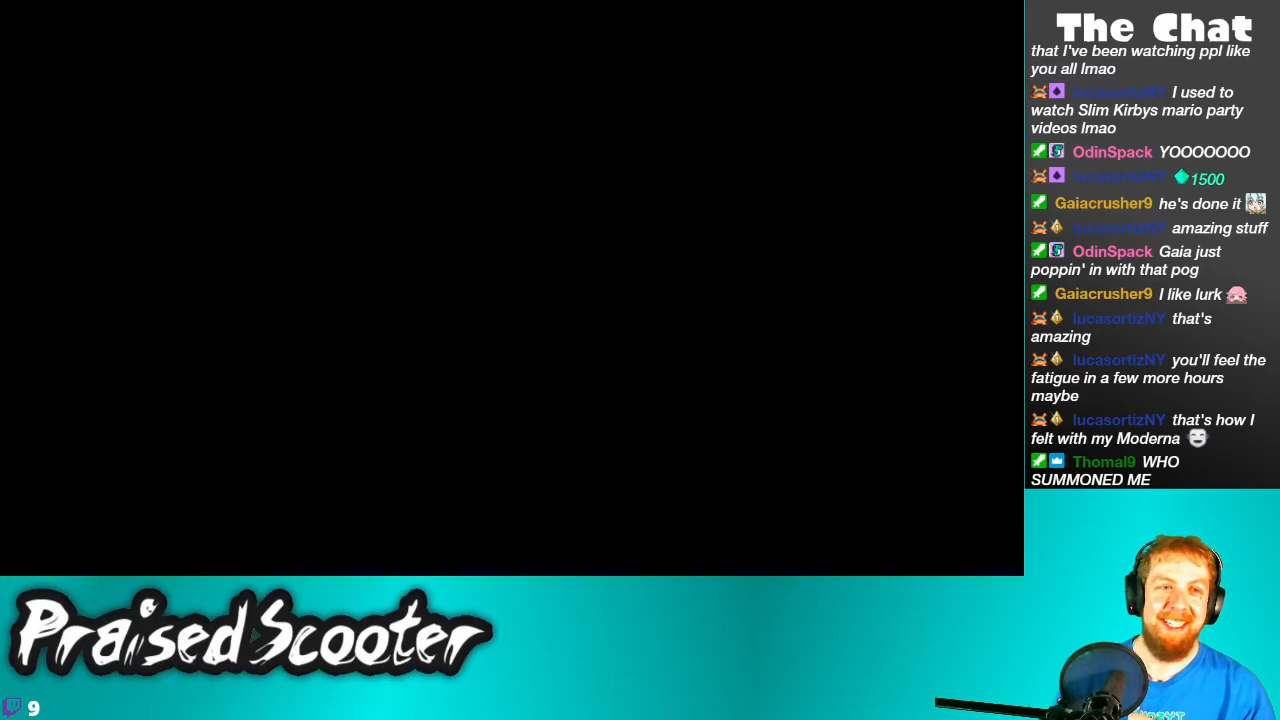 The Chat
that I've been watching ppl like
you all lmao
lucasortizNY I used to
watch Slim Kirbys mario party
videos lmao
OdinSpack YOOOOOOO
lucasortizNY 1500
Gaiacrusher9 he's done it
lucasortizNY amazing stuff
OdinSpack Gaia just
poppin' in with that pog
Gaiacrusher9 I like lurk
lucasortizNY that's
amazing
lucasortizNY you'll feel the
fatigue in a few more hours
maybe
lucasortizNY that's how I
felt with my Moderna
Thomal9 WHO
SUMMONED ME
PraisedScooter
9